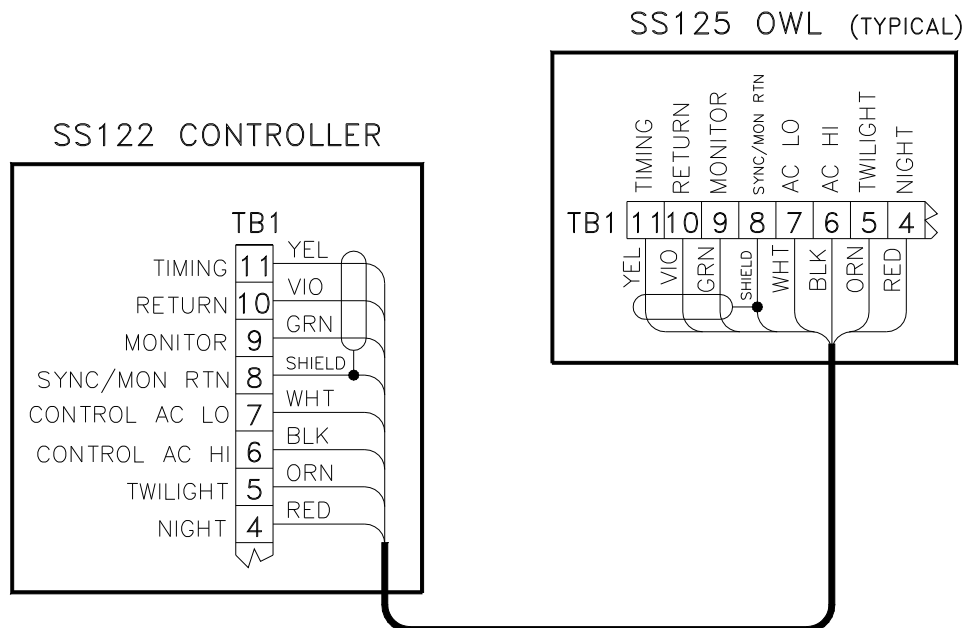 SS125 OWL (TYPICAL)
TIMING
RETURN
MONITOR
SYNC/MON RTN
AC LO
AC HI
TWILIGHT
NIGHT
TB1 11 10 9 8 7 6 5 4
YEL
VIO
GRN
SHIELD
WHT
BLK
ORN
RED
SS122 CONTROLLER
TB1
TIMING 11 YEL
RETURN 10 VIO
MONITOR 9 GRN
SYNC/MON RTN 8 SHIELD
CONTROL AC LO 7 WHT
CONTROL AC HI 6 BLK
TWILIGHT 5 ORN
NIGHT 4 RED